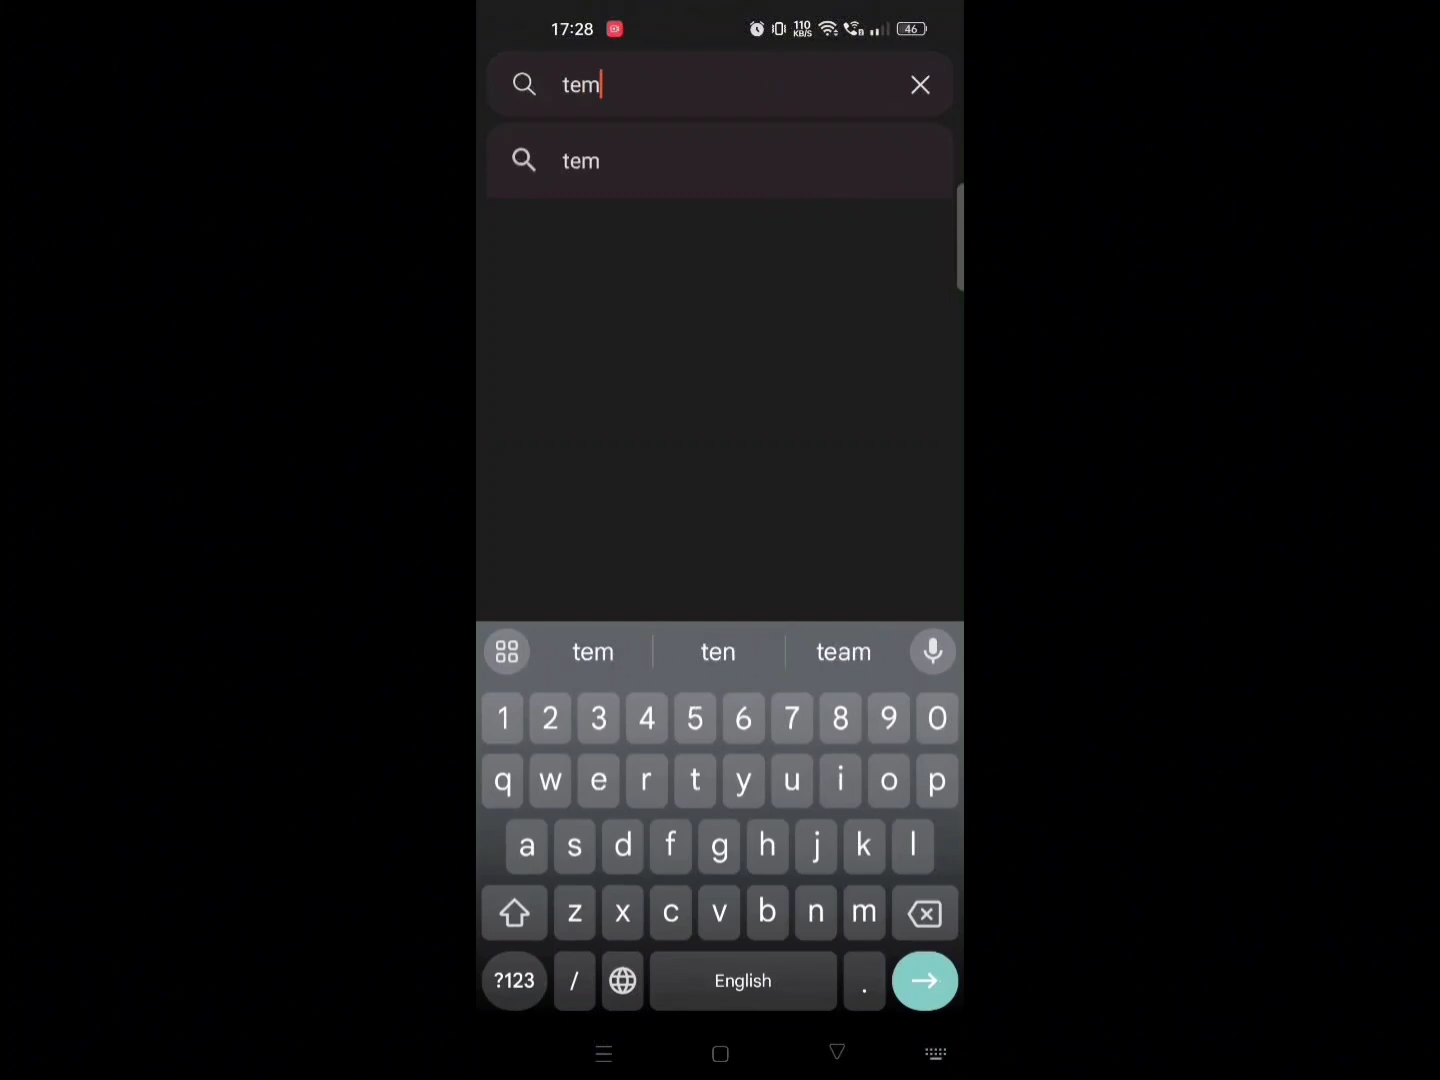 17:28 110 KB/S 46
tem
tem
tem ten team
1 2 3 4 5 6 7 8 9 0
q w e r t y u i o p
a s d f g h j k l
z x c v b n m
?123 / English .